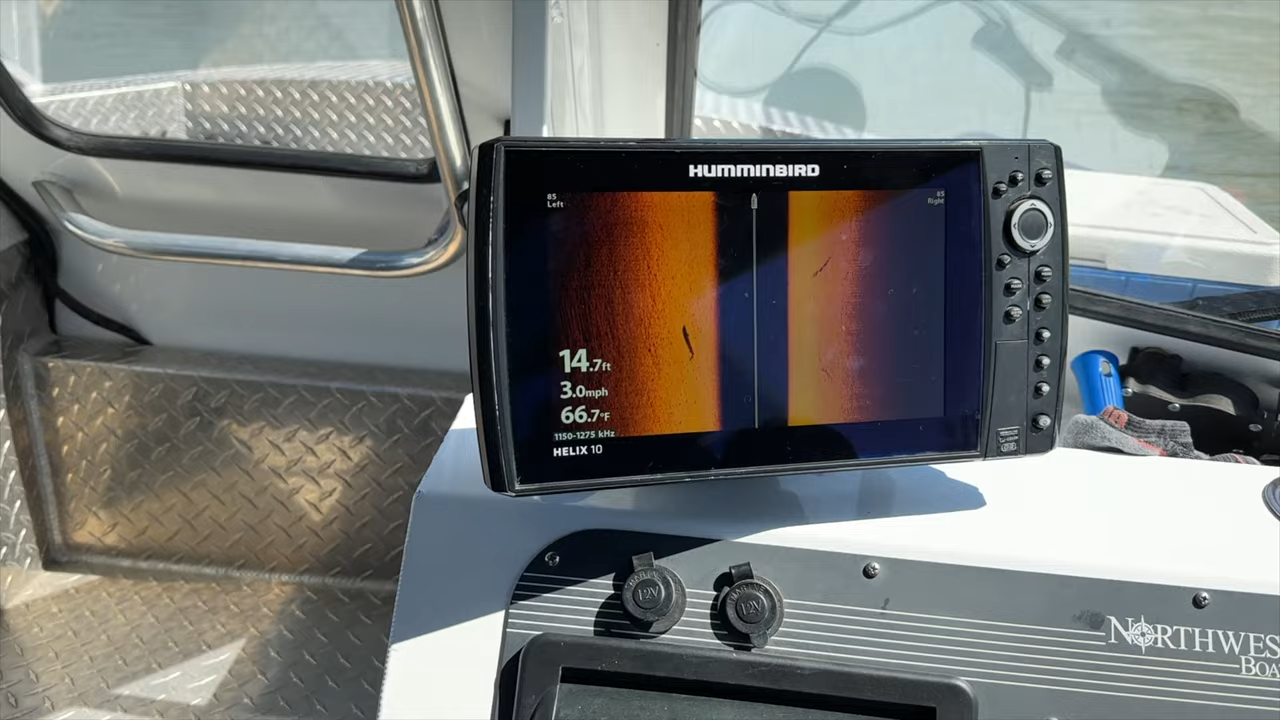 HUMMINBIRD
85
Left
85
Right
14.7ft
3.0mph
66.7°F
1150-1275 kHz
HELIX 10
12V
12V
NORTHWES
BOA